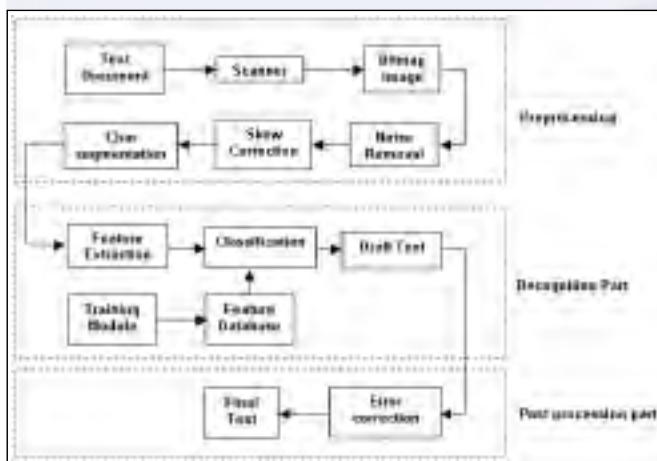 Text
Document
Scanner
Bitmap
image
Preprocessing
Char
segmentation
Skew
Correction
Noise
Removal
Feature
Extraction
Classification
Draft Text
Recognition Part
Training
Module
Feature
Database
Final
Text
Error
correction
Post procession part